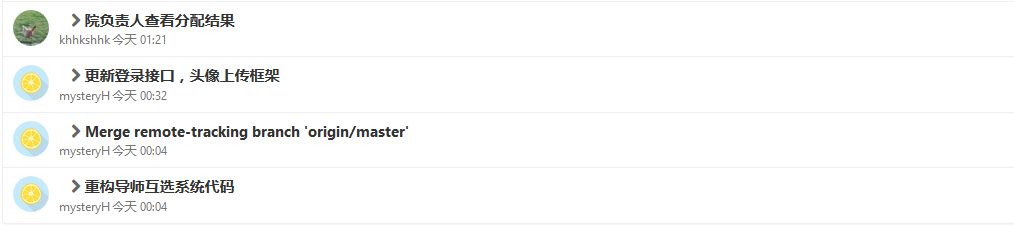 院负责人查看分配结果
khhkshhk 今天 01:21
更新登录接口，头像上传框架
mysteryH 今天 00:32
Merge remote-tracking branch 'origin/master'
mysteryH 今天 00:04
重构导师互选系统代码
mysteryH 今天 00:04